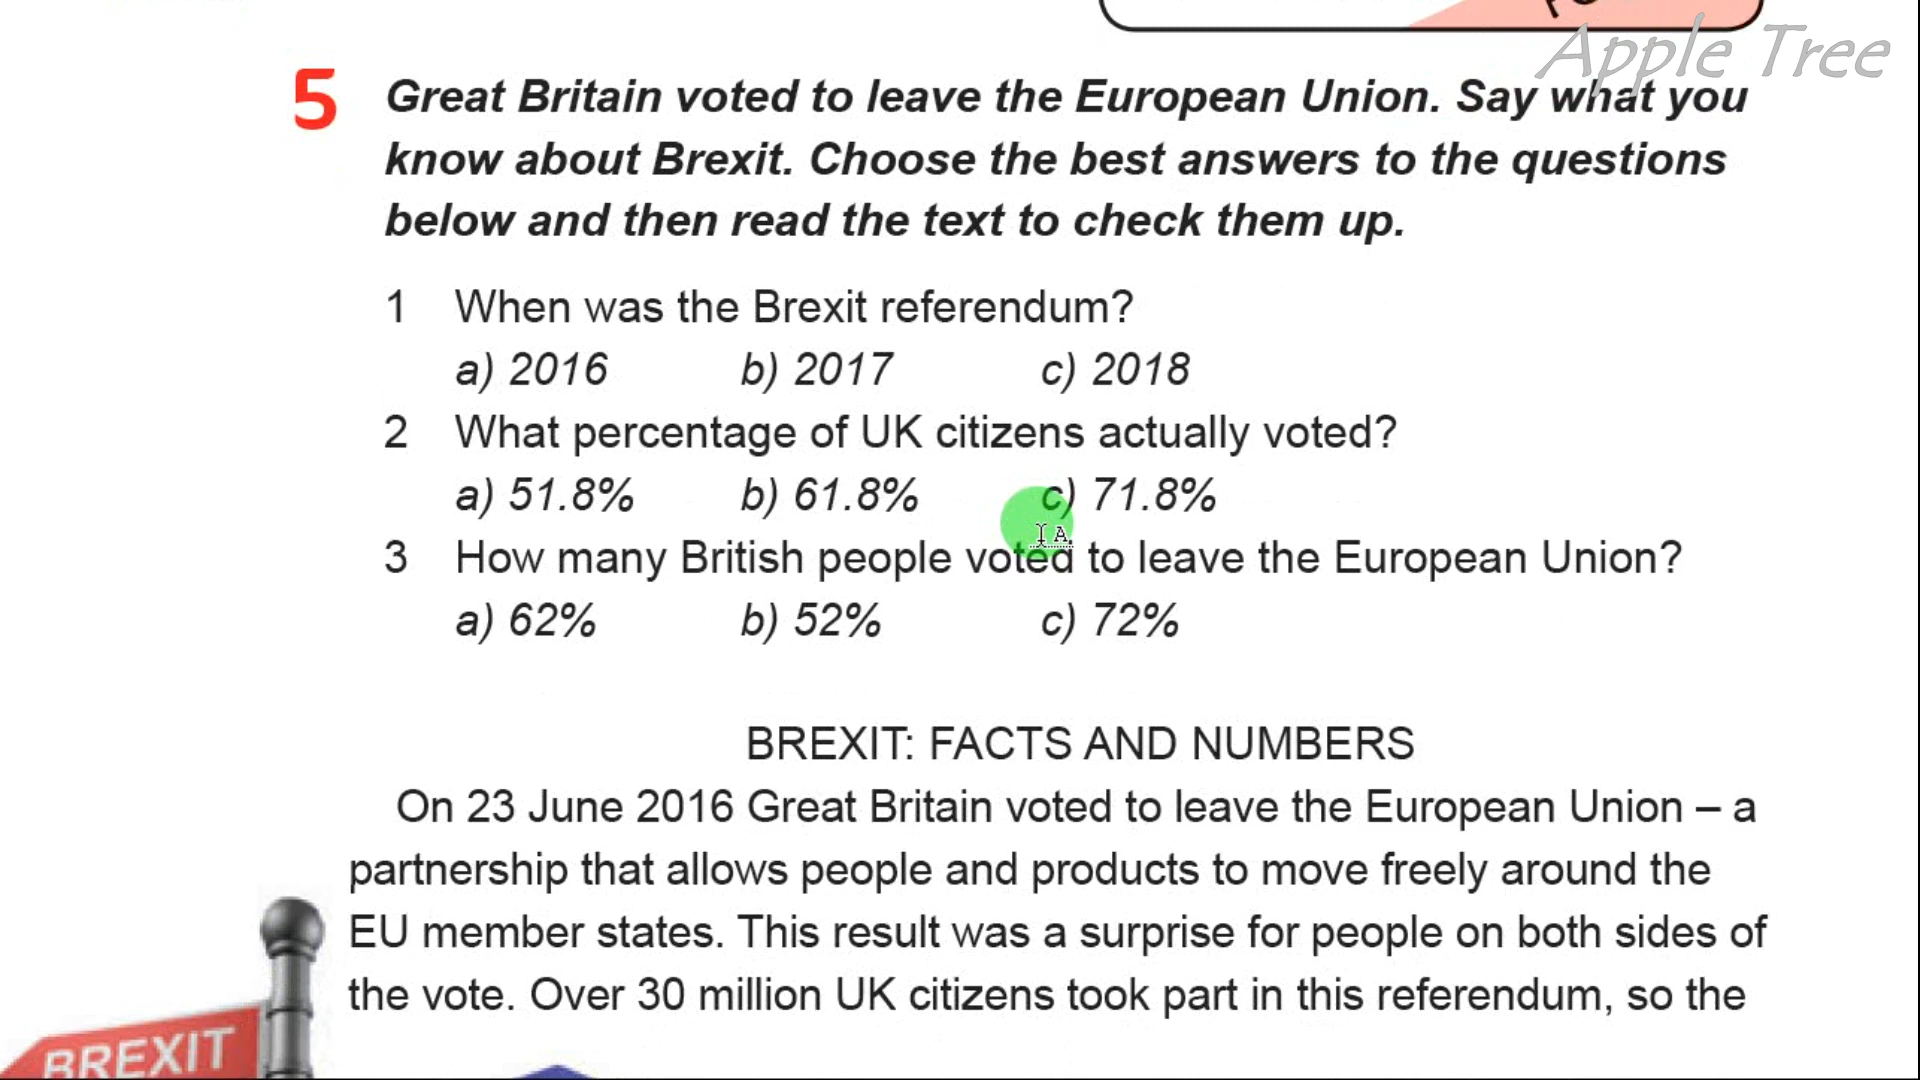 Apple Tree
5 Great Britain voted to leave the European Union. Say what you
know about Brexit. Choose the best answers to the questions
below and then read the text to check them up.
1 When was the Brexit referendum?
a) 2016 b) 2017 c) 2018
2 What percentage of UK citizens actually voted?
a) 51.8% b) 61.8% c) 71.8%
3 How many British people voted to leave the European Union?
a) 62% b) 52% c) 72%
BREXIT: FACTS AND NUMBERS
On 23 June 2016 Great Britain voted to leave the European Union – a
partnership that allows people and products to move freely around the
EU member states. This result was a surprise for people on both sides of
the vote. Over 30 million UK citizens took part in this referendum, so the
BREXIT